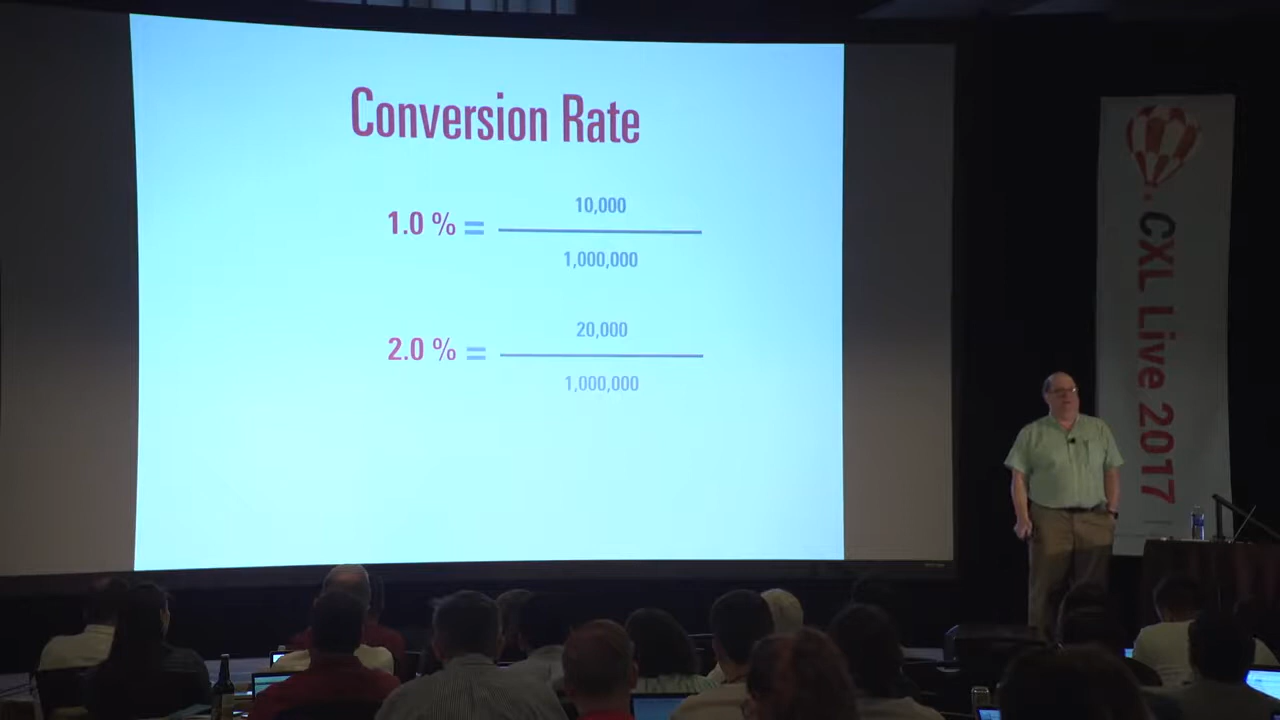 Conversion Rate
1.0 % = 10,000
1,000,000
2.0 % = 20,000
1,000,000
CXL Live 2017